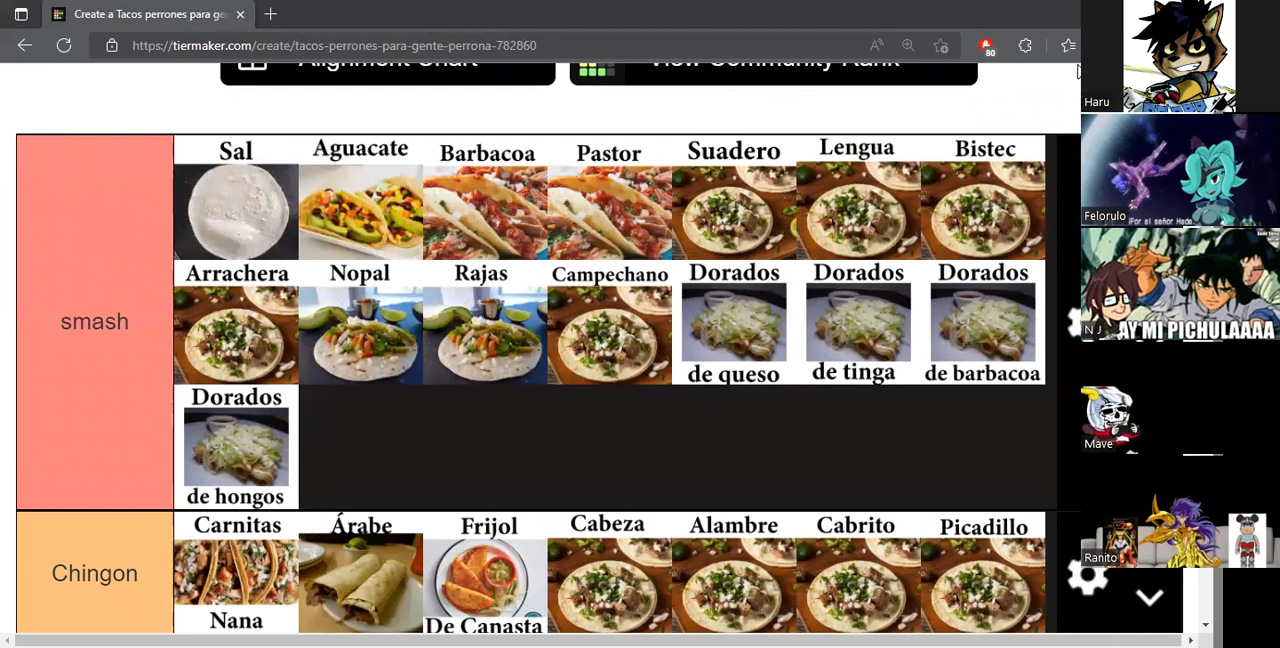 Create a Tacos perrones para ge
https://tiermaker.com/create/tacos-perrones-para-gente-perrona-782860
80
Alignment Chart
View Community Rank
smash
Sal
Aguacate
Barbacoa
Pastor
Suadero
Lengua
Bistec
Arrachera
Nopal
Rajas
Campechano
Dorados
de queso
Dorados
de tinga
Dorados
de barbacoa
Dorados
de hongos
Chingon
Carnitas
Nana
Árabe
Frijol
De Canasta
Cabeza
Alambre
Cabrito
Picadillo
Haru
¡Por el señor Hades
Felorulo
AY MI PICHULAAAA
N J
Mave
Ranito